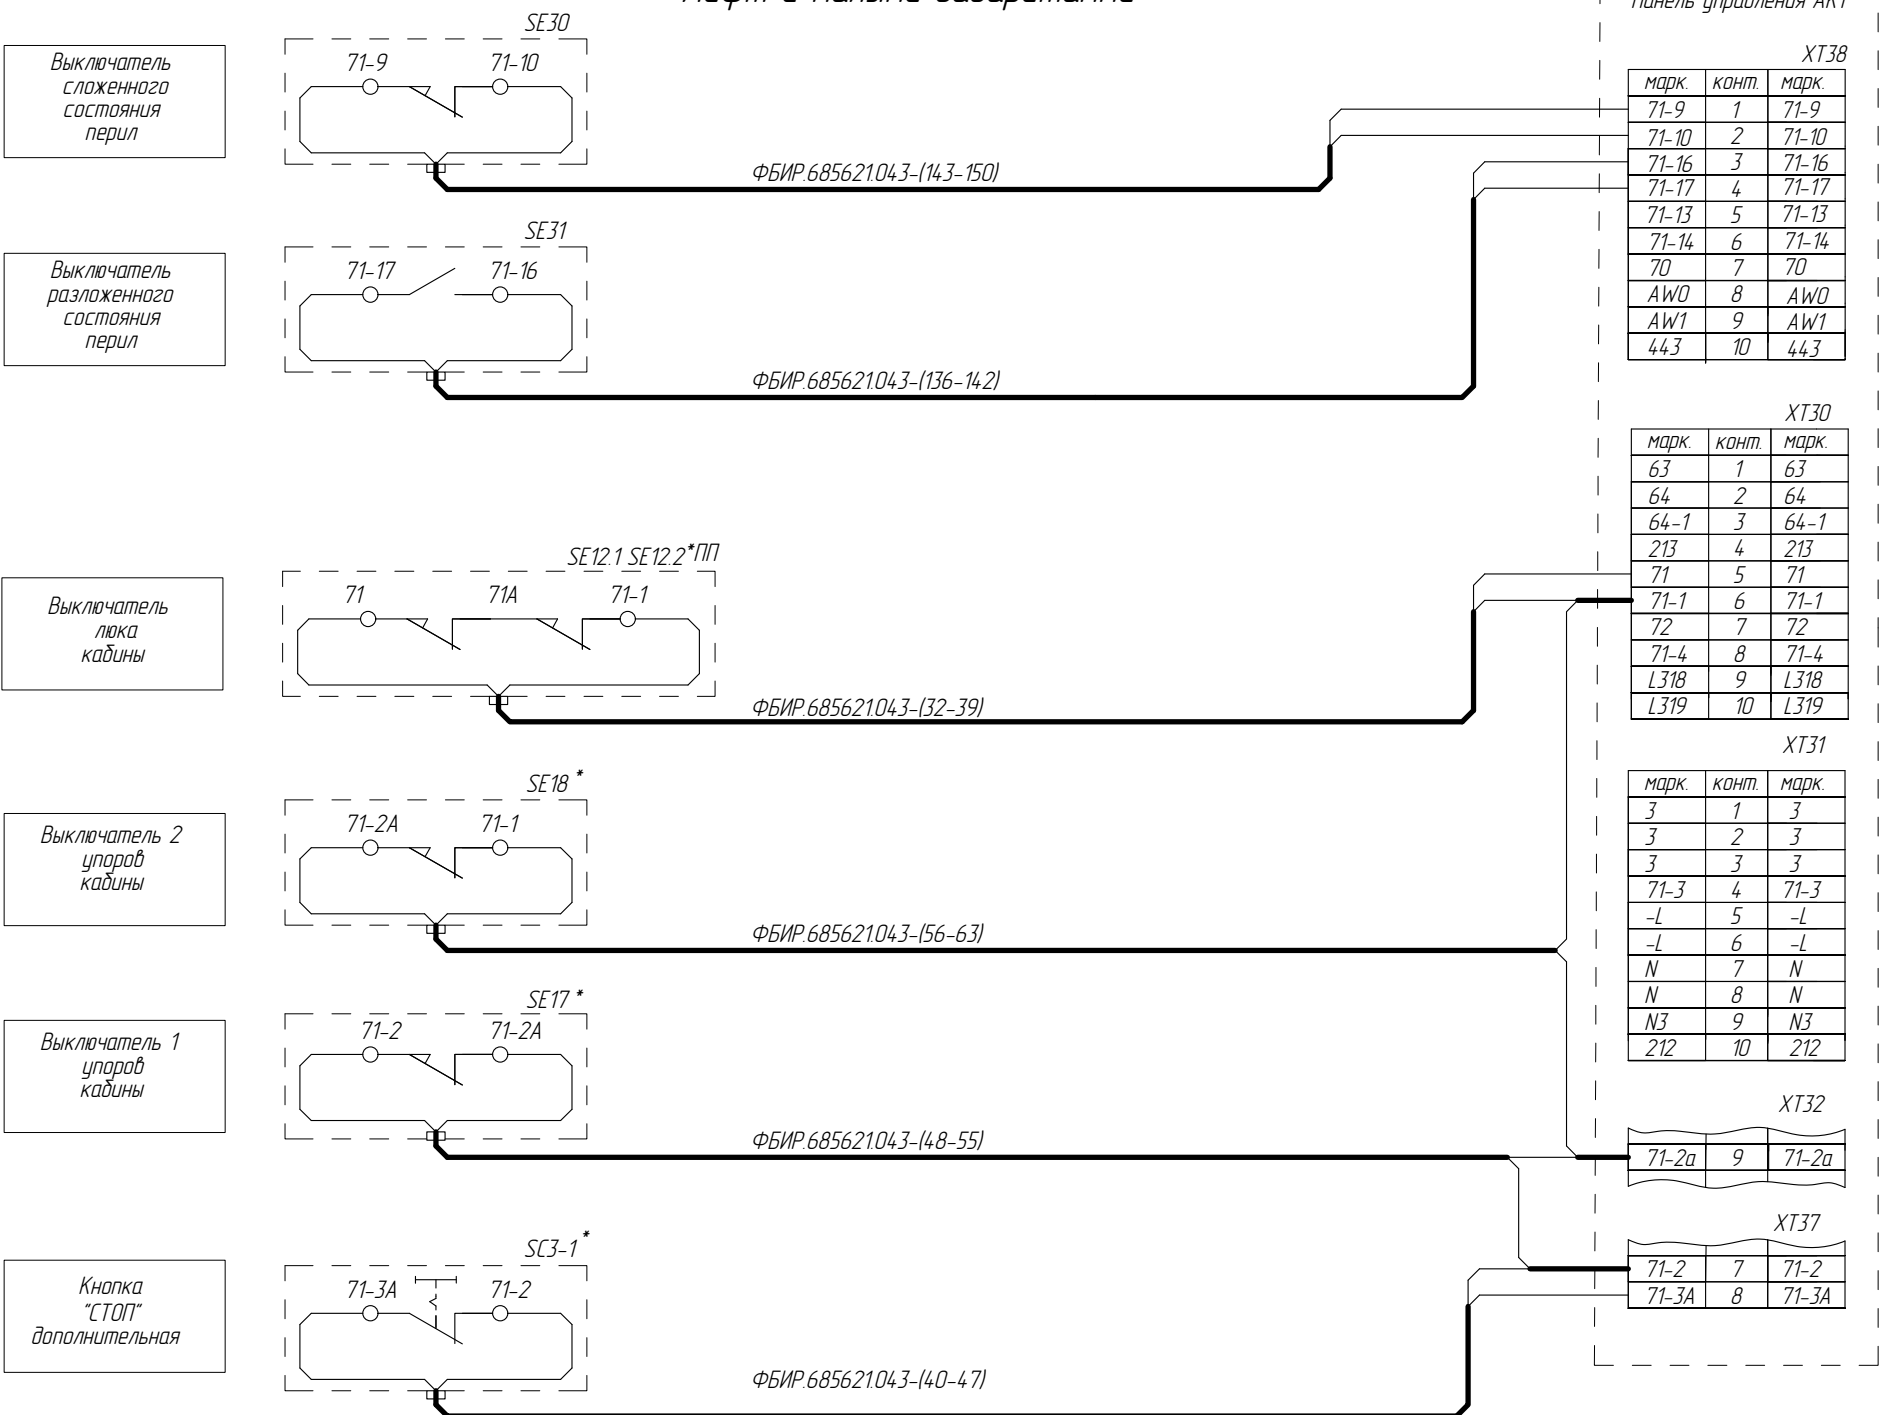 Панель управления АК1
Выключатель
сложенного
состояния
перил
SE30
71-9
71-10
ФБИР.685621.043-(143-150)
XT38
марк. конт. марк.
71-9 1 71-9
71-10 2 71-10
71-16 3 71-16
71-17 4 71-17
71-13 5 71-13
71-14 6 71-14
70 7 70
AW0 8 AW0
AW1 9 AW1
443 10 443
Выключатель
разложенного
состояния
перил
SE31
71-17
71-16
ФБИР.685621.043-(136-142)
XT30
марк. конт. марк.
63 1 63
64 2 64
64-1 3 64-1
213 4 213
71 5 71
71-1 6 71-1
72 7 72
71-4 8 71-4
L318 9 L318
L319 10 L319
Выключатель
люка
кабины
SE12.1 SE12.2*ПП
71
71А
71-1
ФБИР.685621.043-(32-39)
XT31
марк. конт. марк.
3 1 3
3 2 3
3 3 3
71-3 4 71-3
-L 5 -L
-L 6 -L
N 7 N
N 8 N
N3 9 N3
212 10 212
Выключатель 2
упоров
кабины
SE18 *
71-2А
71-1
ФБИР.685621.043-(56-63)
Выключатель 1
упоров
кабины
SE17 *
71-2
71-2А
ФБИР.685621.043-(48-55)
XT32
71-2а 9 71-2а
XT37
71-2 7 71-2
71-3А 8 71-3А
Кнопка
"СТОП"
дополнительная
SC3-1 *
71-3А
71-2
ФБИР.685621.043-(40-47)